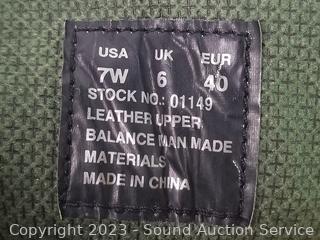 USA UK EUR
7W 6 40
STOCK NO.: 01149
LEATHER UPPER
BALANCE MAN MADE
MATERIALS
MADE IN CHINA
Copyright © 2023 - Sound Auction Service